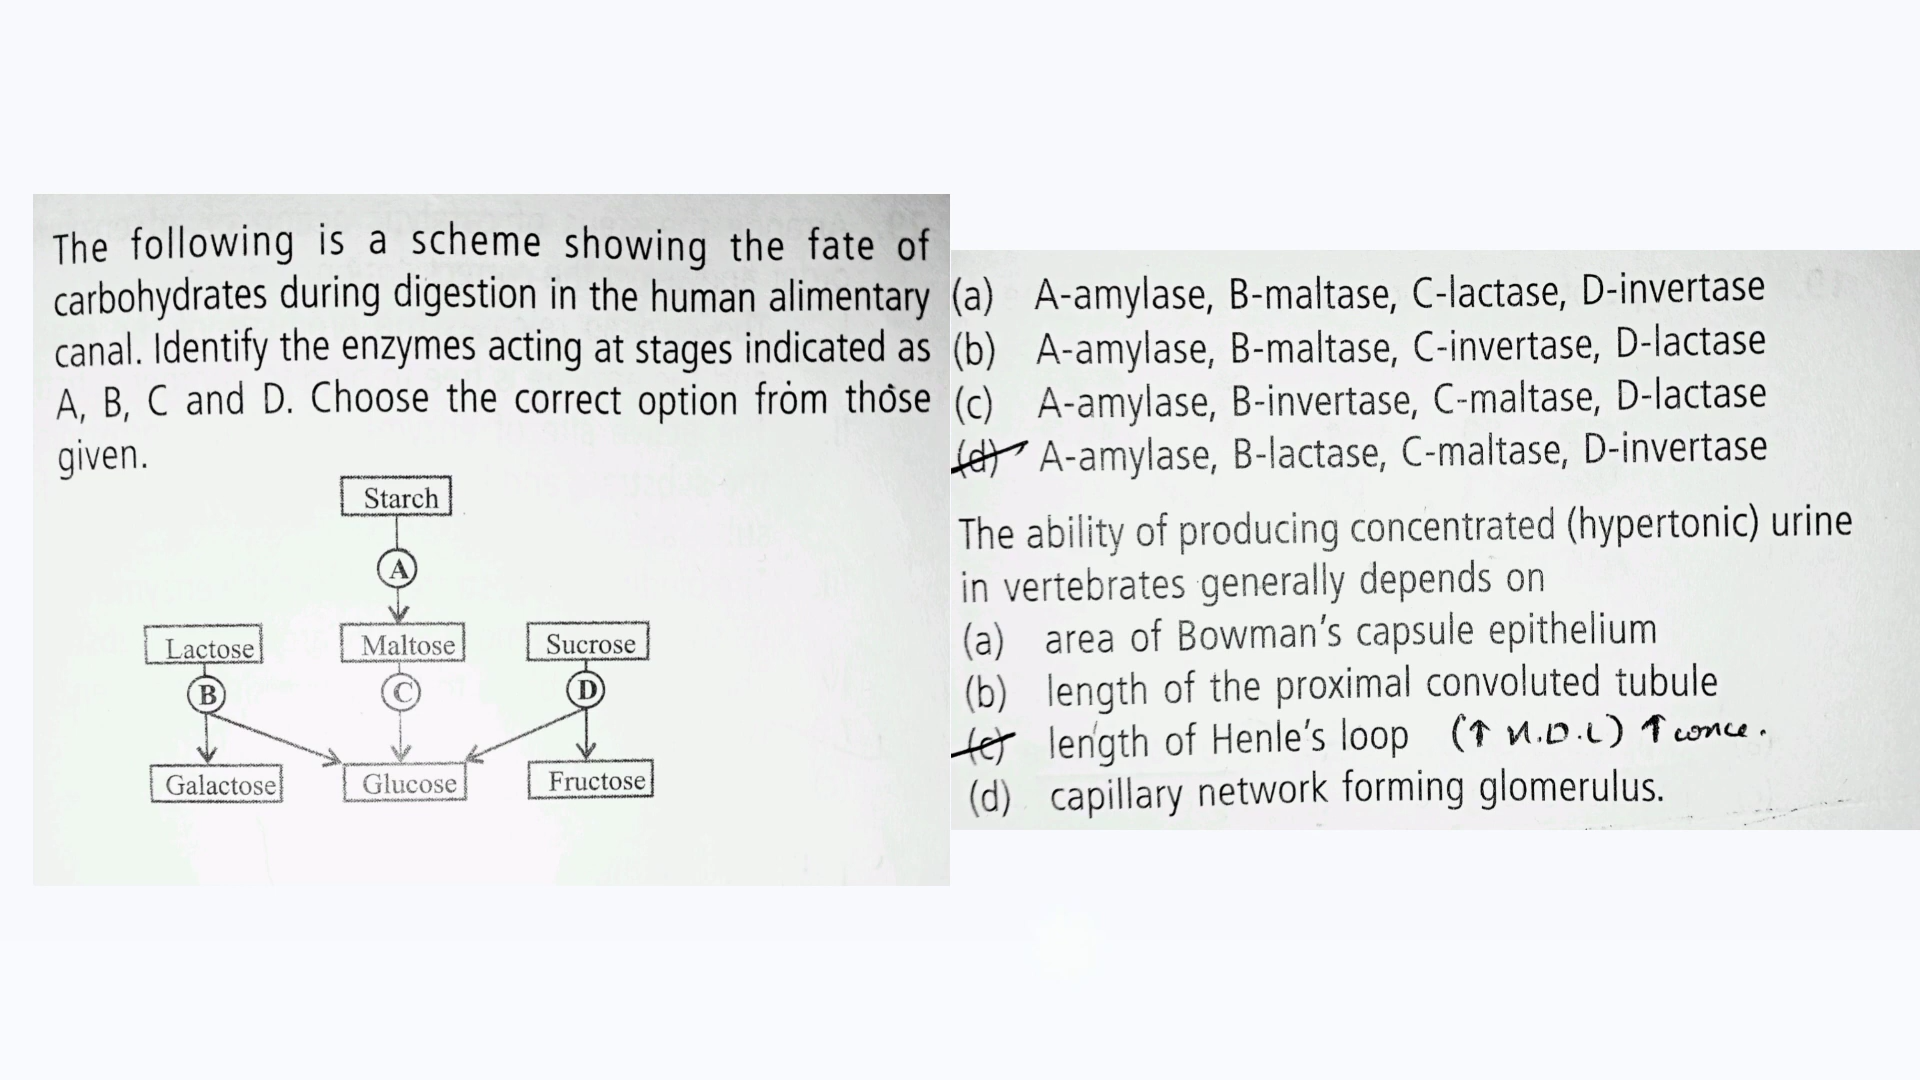 The following is a scheme showing the fate of
carbohydrates during digestion in the human alimentary
canal. Identify the enzymes acting at stages indicated as
A, B, C and D. Choose the correct option from those
given.
Starch
A
Lactose Maltose Sucrose
B C D
Galactose Glucose Fructose
(a) A-amylase, B-maltase, C-lactase, D-invertase
(b) A-amylase, B-maltase, C-invertase, D-lactase
(c) A-amylase, B-invertase, C-maltase, D-lactase
(d) A-amylase, B-lactase, C-maltase, D-invertase
The ability of producing concentrated (hypertonic) urine
in vertebrates generally depends on
(a) area of Bowman's capsule epithelium
(b) length of the proximal convoluted tubule
(c) length of Henle's loop (↑ N.D.L) ↑ conce.
(d) capillary network forming glomerulus.